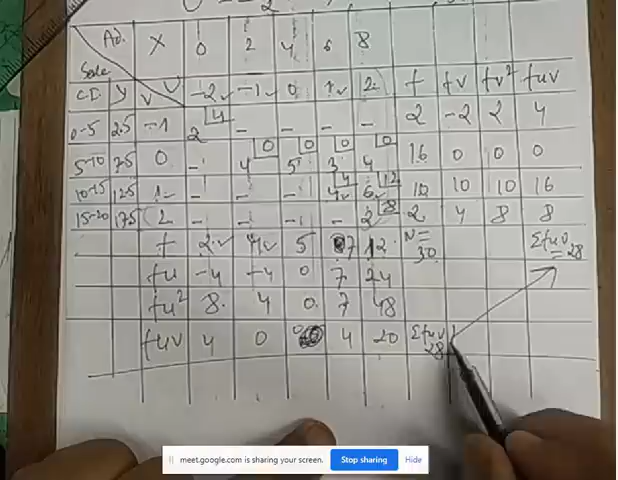 Ad. X 0 2 4 6 8
Sale
C.I. y v u -2 -1 0 1 2 f fv fv² fuv
0-5 2.5 -1 2 4 - - - - 2 -2 2 4
5-10 7.5 0 - 4 0 5 0 3 0 4 0 16 0 0 0
10-15 12.5 1 - - - 4 4 6 12 10 10 10 16
15-20 17.5 2 - - - - 2 8 2 4 8 8
f 2 4 5 7 12 N= 30 Σfuv = 28
fu -4 -4 0 7 24
fu² 8 4 0 7 48
fuv 4 0 0 4 20 Σfuv 28
meet.google.com is sharing your screen. Stop sharing Hide